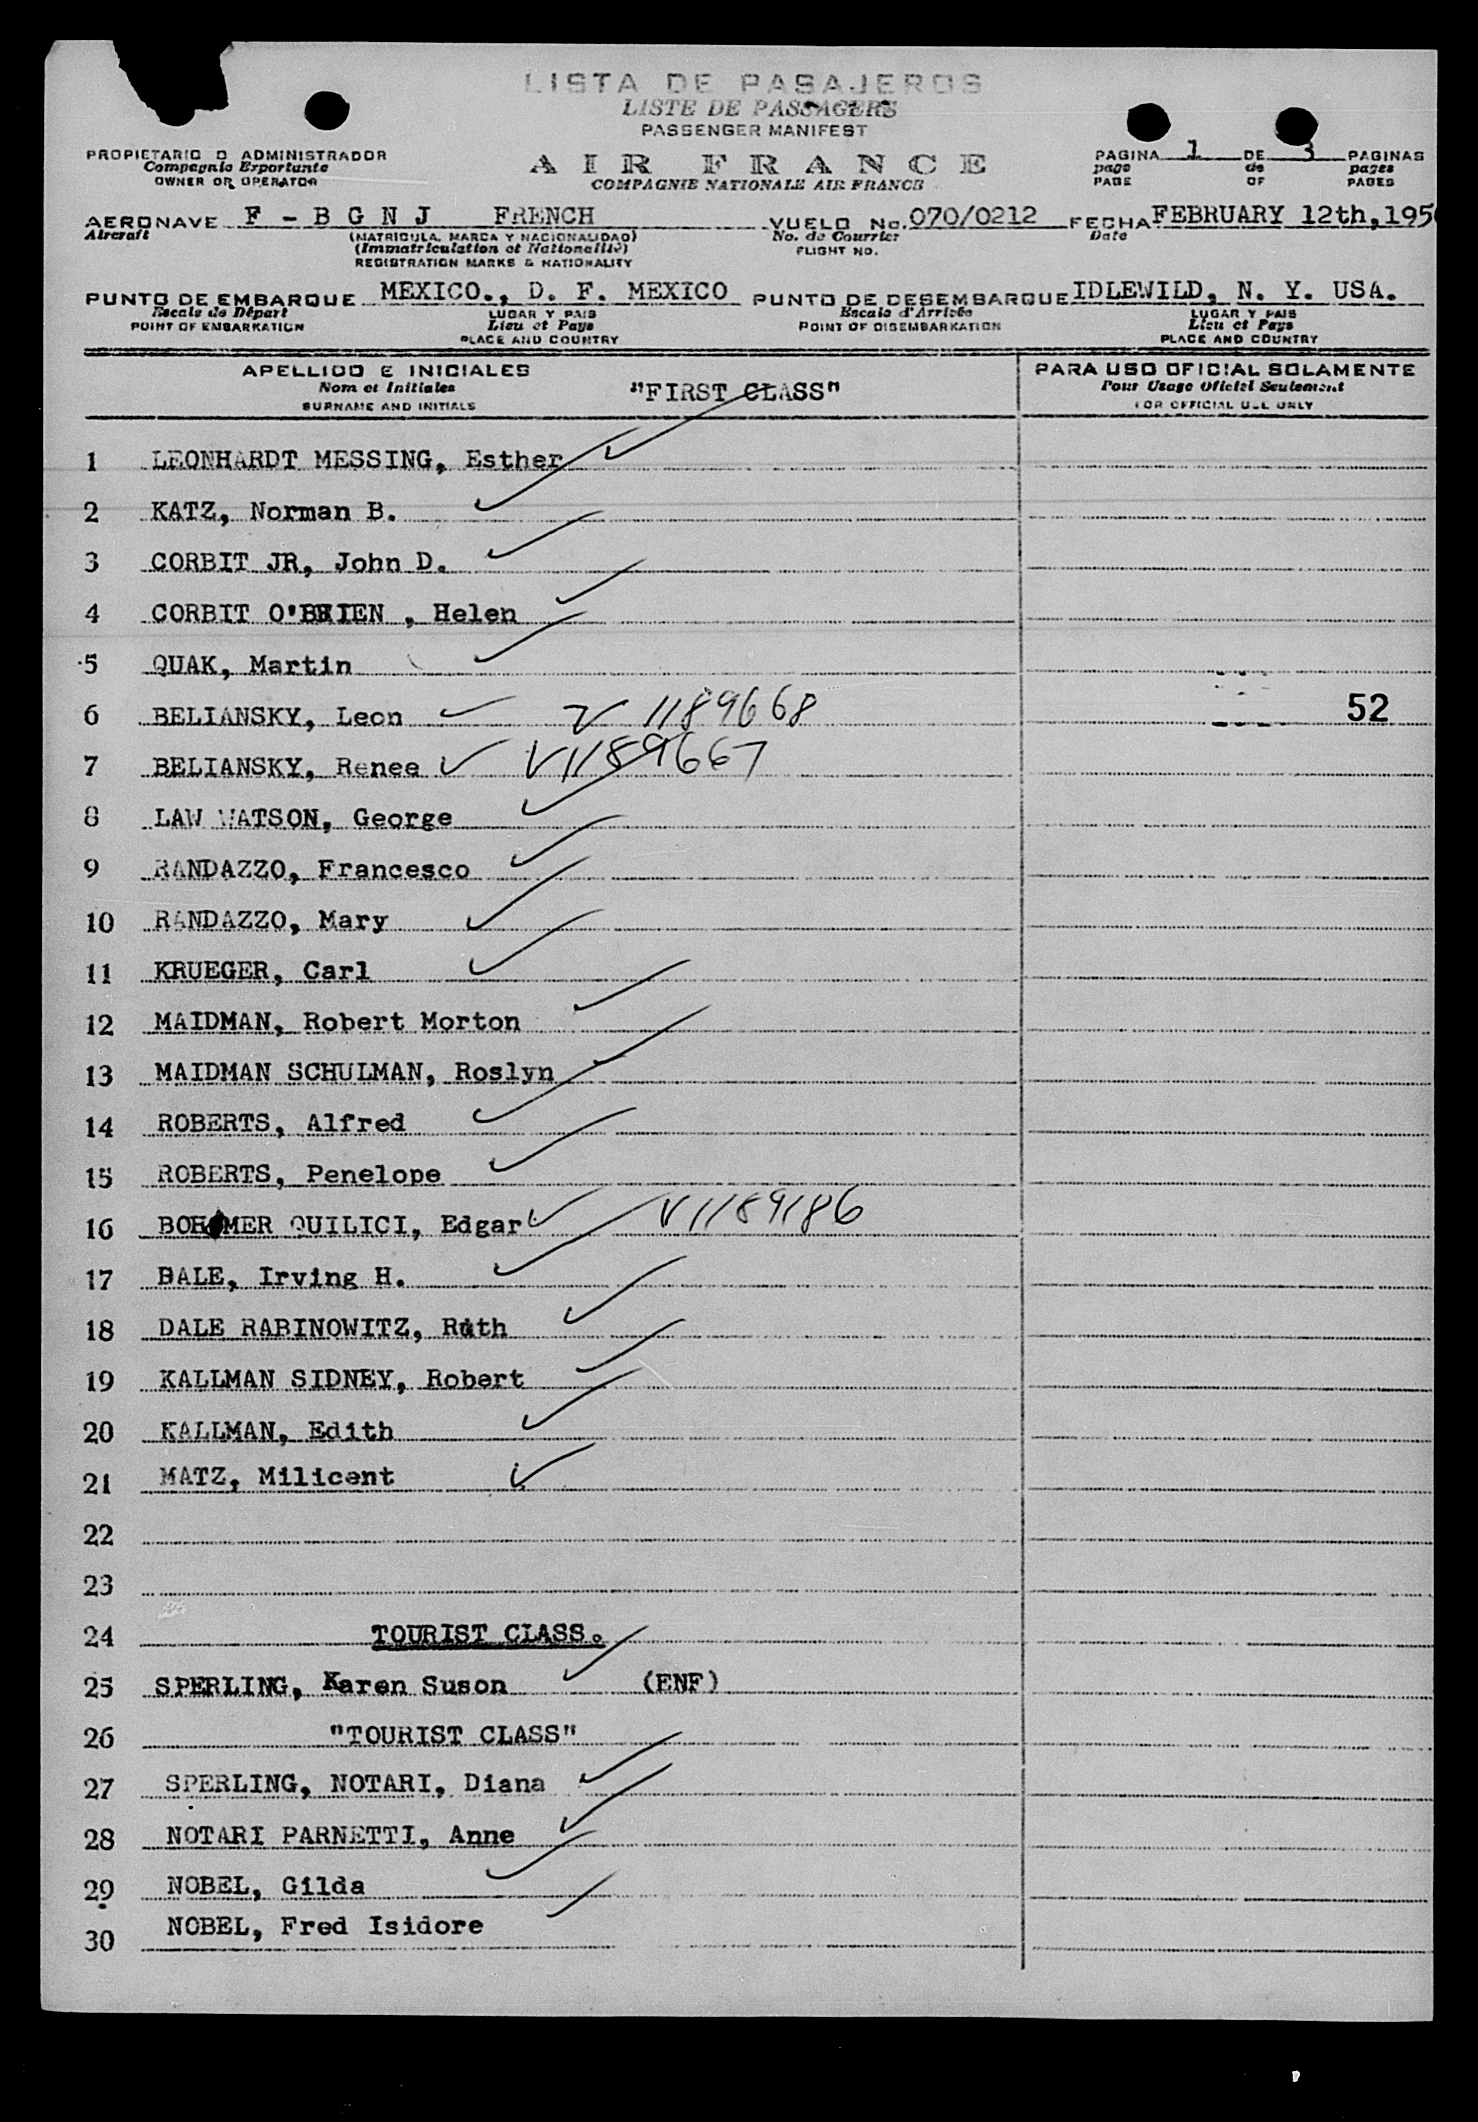 LISTA DE PASAJEROS
LISTE DE PASSAGERS
PASSENGER MANIFEST
PROPIETARIO O ADMINISTRADOR
Compagnie Exportante
OWNER OR OPERATOR
AIR FRANCE
COMPAGNIE NATIONALE AIR FRANCE
PAGINA 1 DE 3 PAGINAS
page de pages
PAGE OF PAGES
AERONAVE F - B G N J FRENCH VUELO No. 070/0212 FECHA FEBRUARY 12th, 195
Aircraft (MATRICULA, MARCA Y NACIONALIDAD) No. de Courrier Date
(Immatriculation et Nationalité) FLIGHT NO.
REGISTRATION MARKS & NATIONALITY
PUNTO DE EMBARQUE MEXICO., D. F. MEXICO PUNTO DE DESEMBARQUE IDLEWILD, N. Y. USA.
Escale de Départ LUGAR Y PAIS Escale d'Arrivée LUGAR Y PAIS
POINT OF EMBARKATION Lieu et Pays POINT OF DISEMBARKATION Lieu et Pays
PLACE AND COUNTRY PLACE AND COUNTRY
APELLIDO E INICIALES PARA USO OFICIAL SOLAMENTE
Nom et Initiales "FIRST CLASS" Pour Usage Officiel Seulement
SURNAME AND INITIALS FOR OFFICIAL USE ONLY
1 LEONHARDT MESSING, Esther
2 KATZ, Norman B.
3 CORBIT JR, John D.
4 CORBIT O'BRIEN , Helen
5 QUAK, Martin
6 BELIANSKY, Leon V 1189668 52
7 BELIANSKY, Renee V1189667
8 LAW WATSON, George
9 RANDAZZO, Francesco
10 RANDAZZO, Mary
11 KRUEGER, Carl
12 MAIDMAN, Robert Morton
13 MAIDMAN SCHULMAN, Roslyn
14 ROBERTS, Alfred
15 ROBERTS, Penelope
16 QUILICI, Edgar V1189186
17 BALE, Irving H.
18 DALE RABINOWITZ, Ruth
19 KALLMAN SIDNEY, Robert
20 KALLMAN, Edith
21 MATZ, Milicent
22
23
24 TOURIST CLASS.
25 SPERLING, Karen Suson (ENF)
26 "TOURIST CLASS"
27 SPERLING, NOTARI, Diana
28 NOTARI PARNETTI, Anne
29 NOBEL, Gilda
30 NOBEL, Fred Isidore